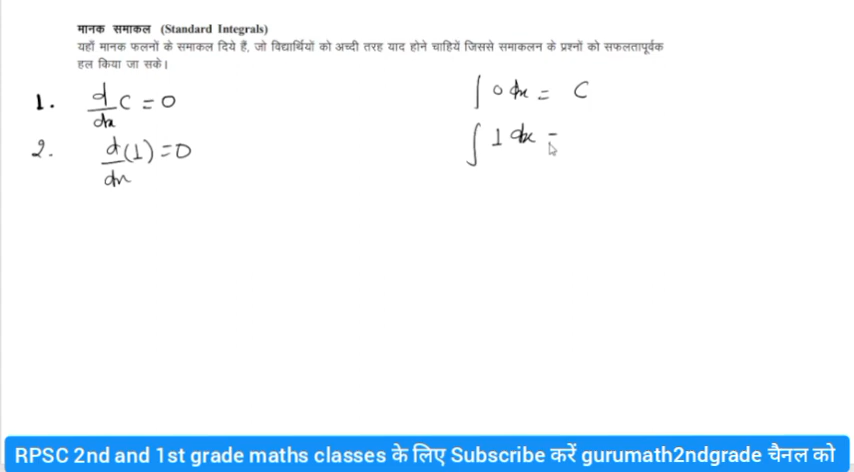 मानक समाकल (Standard Integrals)
यहाँ मानक फलनों के समाकल दिये हैं, जो विद्यार्थियों को अच्छी तरह याद होने चाहियें जिससे समाकलन के प्रश्नों को सफलतापूर्वक
हल किया जा सके।
1. d/dx C = 0 ∫ 0 dx = C
2. d/dx (1) = 0 ∫ 1 dx =
RPSC 2nd and 1st grade maths classes के लिए Subscribe करें gurumath2ndgrade चैनल को